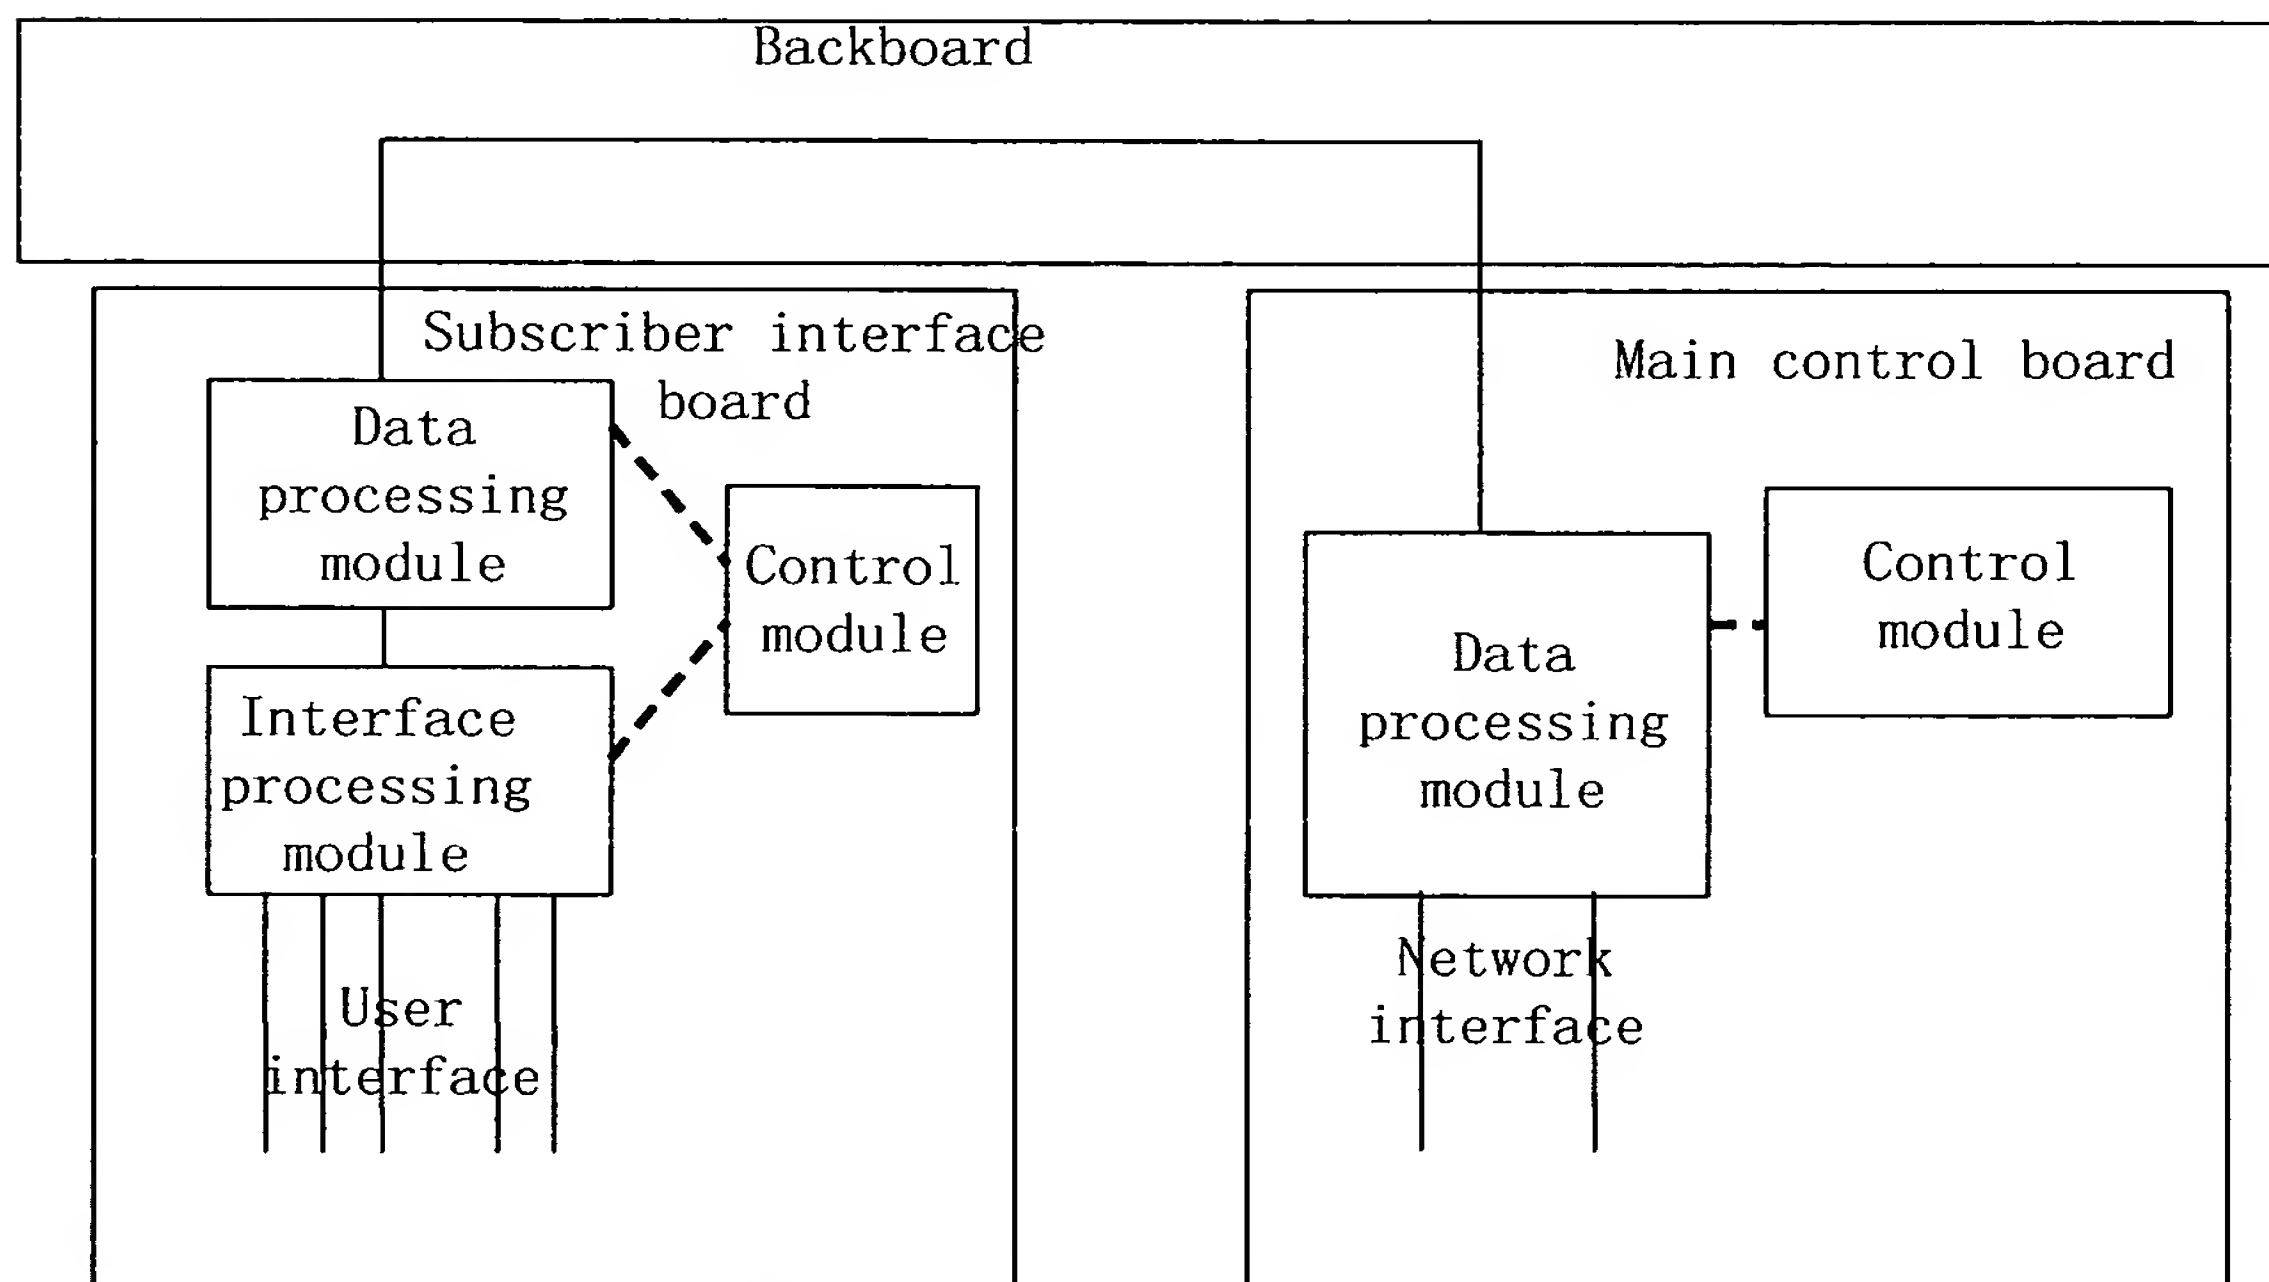 Backboard
Subscriber interface
board
Main control board
Data
processing
module
Control
module
Interface
processing
module
User
interface
Control
module
Data
processing
module
Network
interface